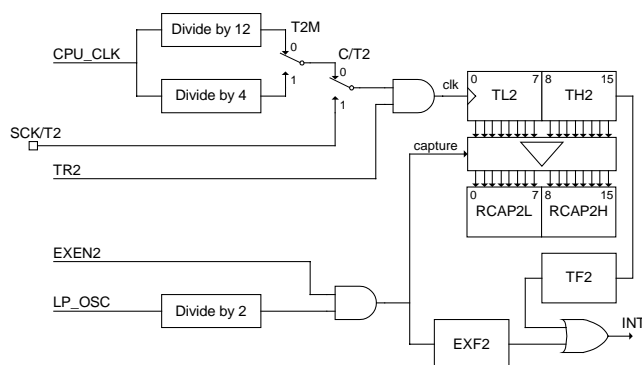 Divide by 12
T2M
CPU_CLK
0
C/T2
0
1
Divide by 4
1
SCK/T2
TR2
clk
0 7 8 15
TL2 TH2
capture
0 7 8 15
RCAP2L RCAP2H
EXEN2
LP_OSC
Divide by 2
TF2
EXF2
INT